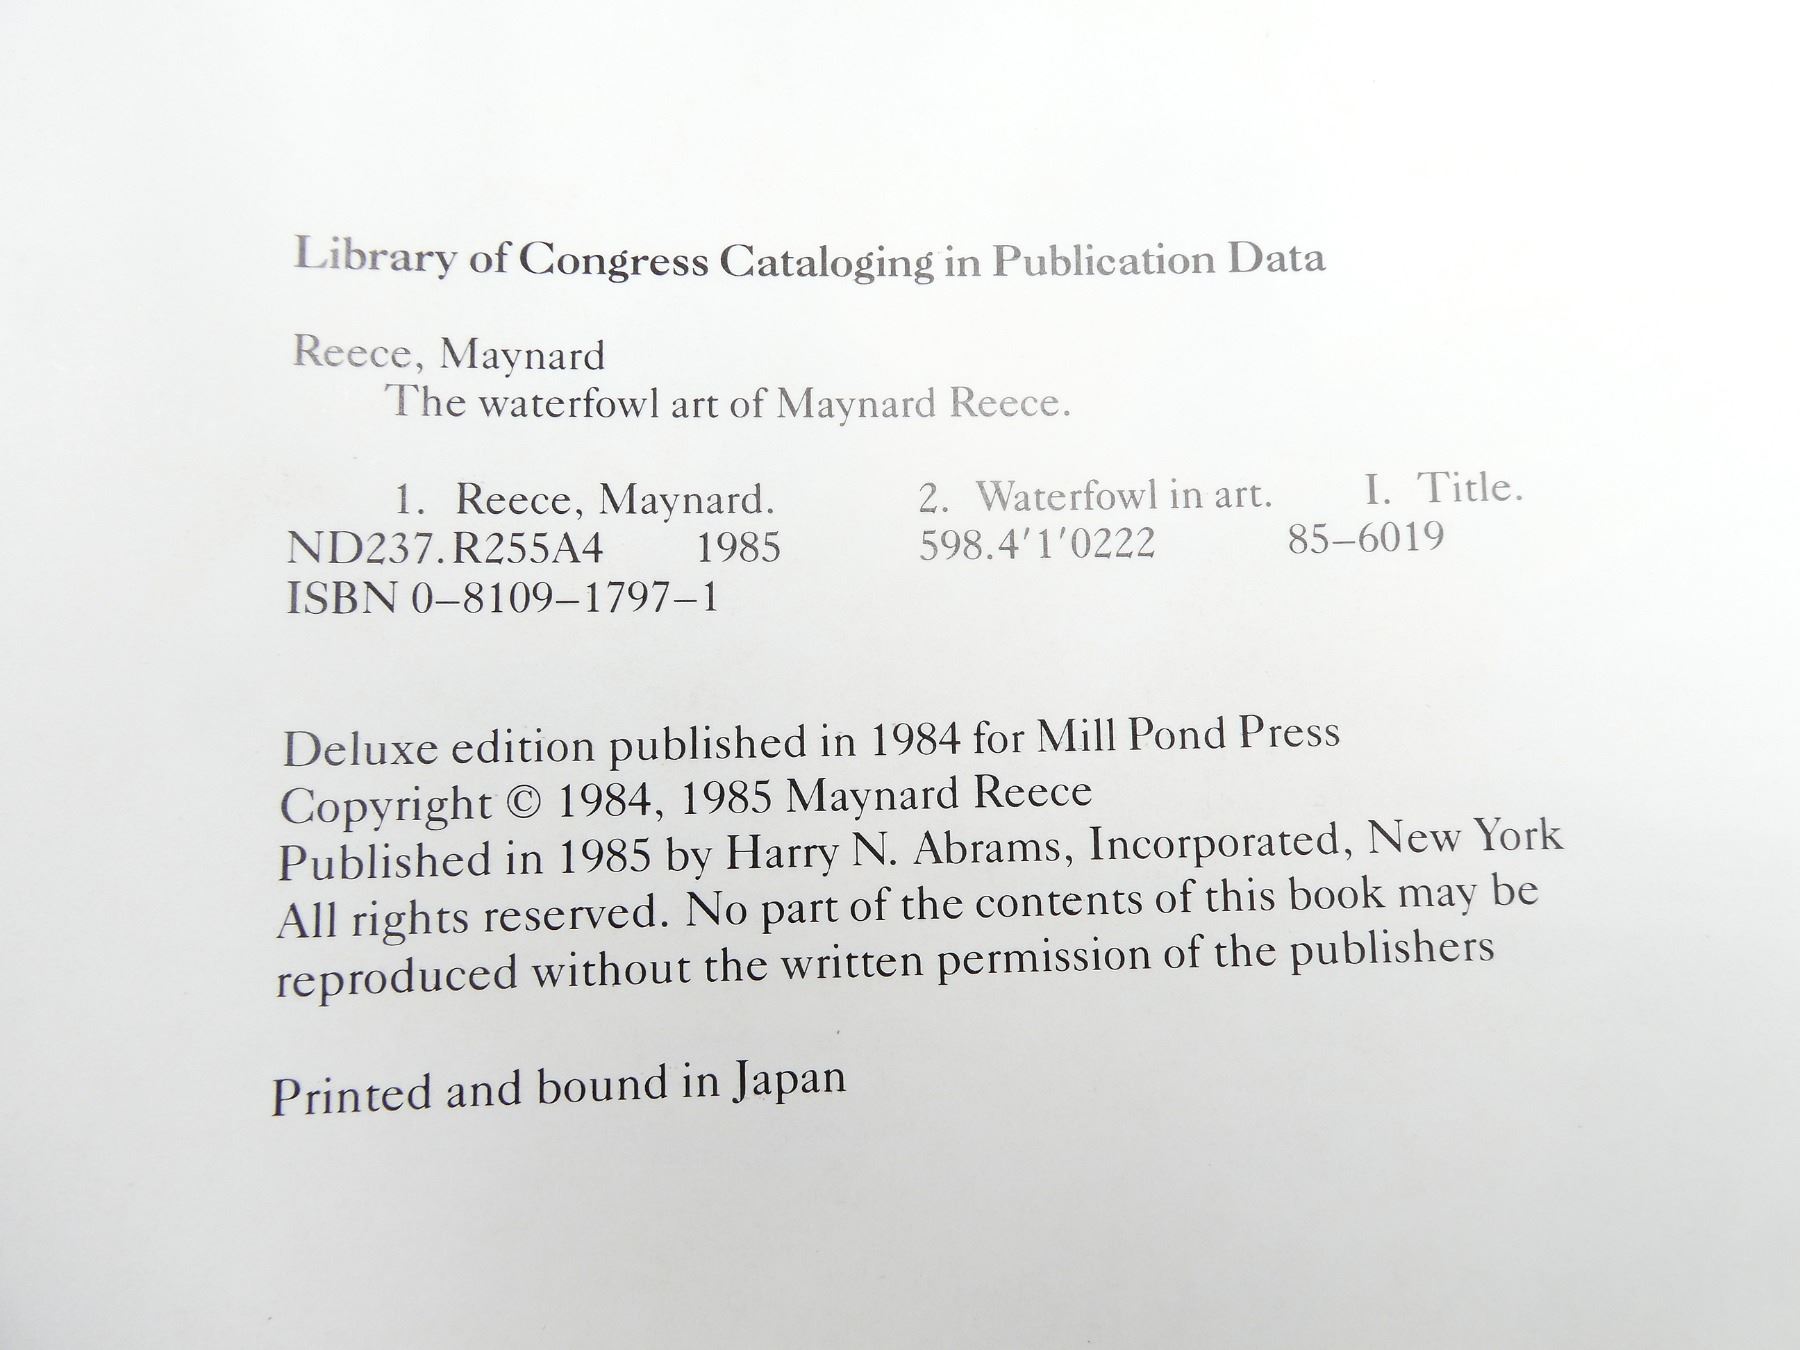 Library of Congress Cataloging in Publication Data
Reece, Maynard
The waterfowl art of Maynard Reece.
1. Reece, Maynard. 2. Waterfowl in art. I. Title.
ND237.R255A4 1985 598.4′1′0222 85–6019
ISBN 0–8109–1797–1
Deluxe edition published in 1984 for Mill Pond Press
Copyright © 1984, 1985 Maynard Reece
Published in 1985 by Harry N. Abrams, Incorporated, New York
All rights reserved. No part of the contents of this book may be
reproduced without the written permission of the publishers
Printed and bound in Japan